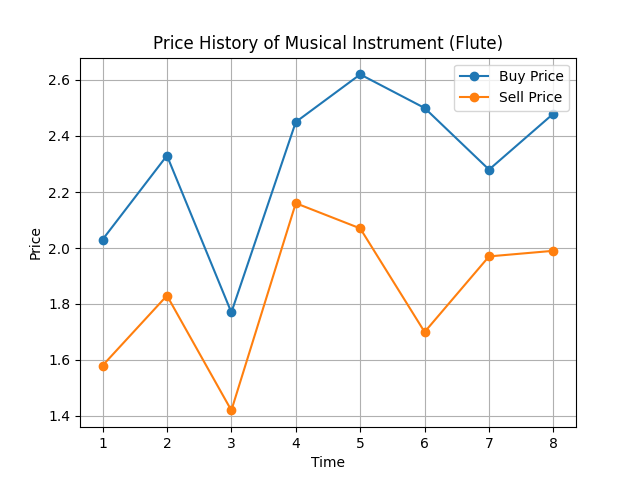 Price History of Musical Instrument (Flute)
Buy Price
Sell Price
2.6
2.4
2.2
2.0
1.8
1.6
1.4
Price
1 2 3 4 5 6 7 8
Time